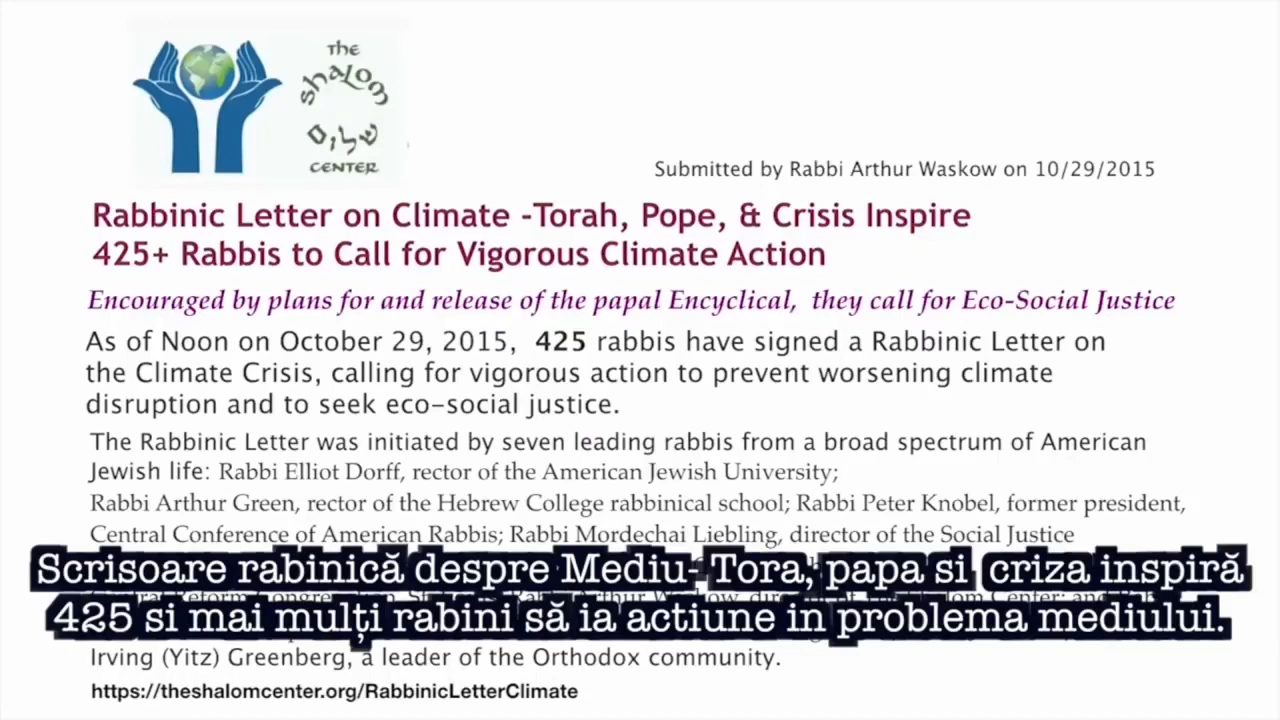 the
shalom
שלום
CENTER
Submitted by Rabbi Arthur Waskow on 10/29/2015
Rabbinic Letter on Climate -Torah, Pope, & Crisis Inspire
425+ Rabbis to Call for Vigorous Climate Action
Encouraged by plans for and release of the papal Encyclical, they call for Eco-Social Justice
As of Noon on October 29, 2015, 425 rabbis have signed a Rabbinic Letter on
the Climate Crisis, calling for vigorous action to prevent worsening climate
disruption and to seek eco-social justice.
The Rabbinic Letter was initiated by seven leading rabbis from a broad spectrum of American
Jewish life: Rabbi Elliot Dorff, rector of the American Jewish University;
Rabbi Arthur Green, rector of the Hebrew College rabbinical school; Rabbi Peter Knobel, former president,
Central Conference of American Rabbis; Rabbi Mordechai Liebling, director of the Social Justice
Scrisoare rabinică despre Mediu- Tora, papa si criza inspiră
425 si mai mulți rabini să ia actiune in problema mediului.
Irving (Yitz) Greenberg, a leader of the Orthodox community.
https://theshalomcenter.org/RabbinicLetterClimate